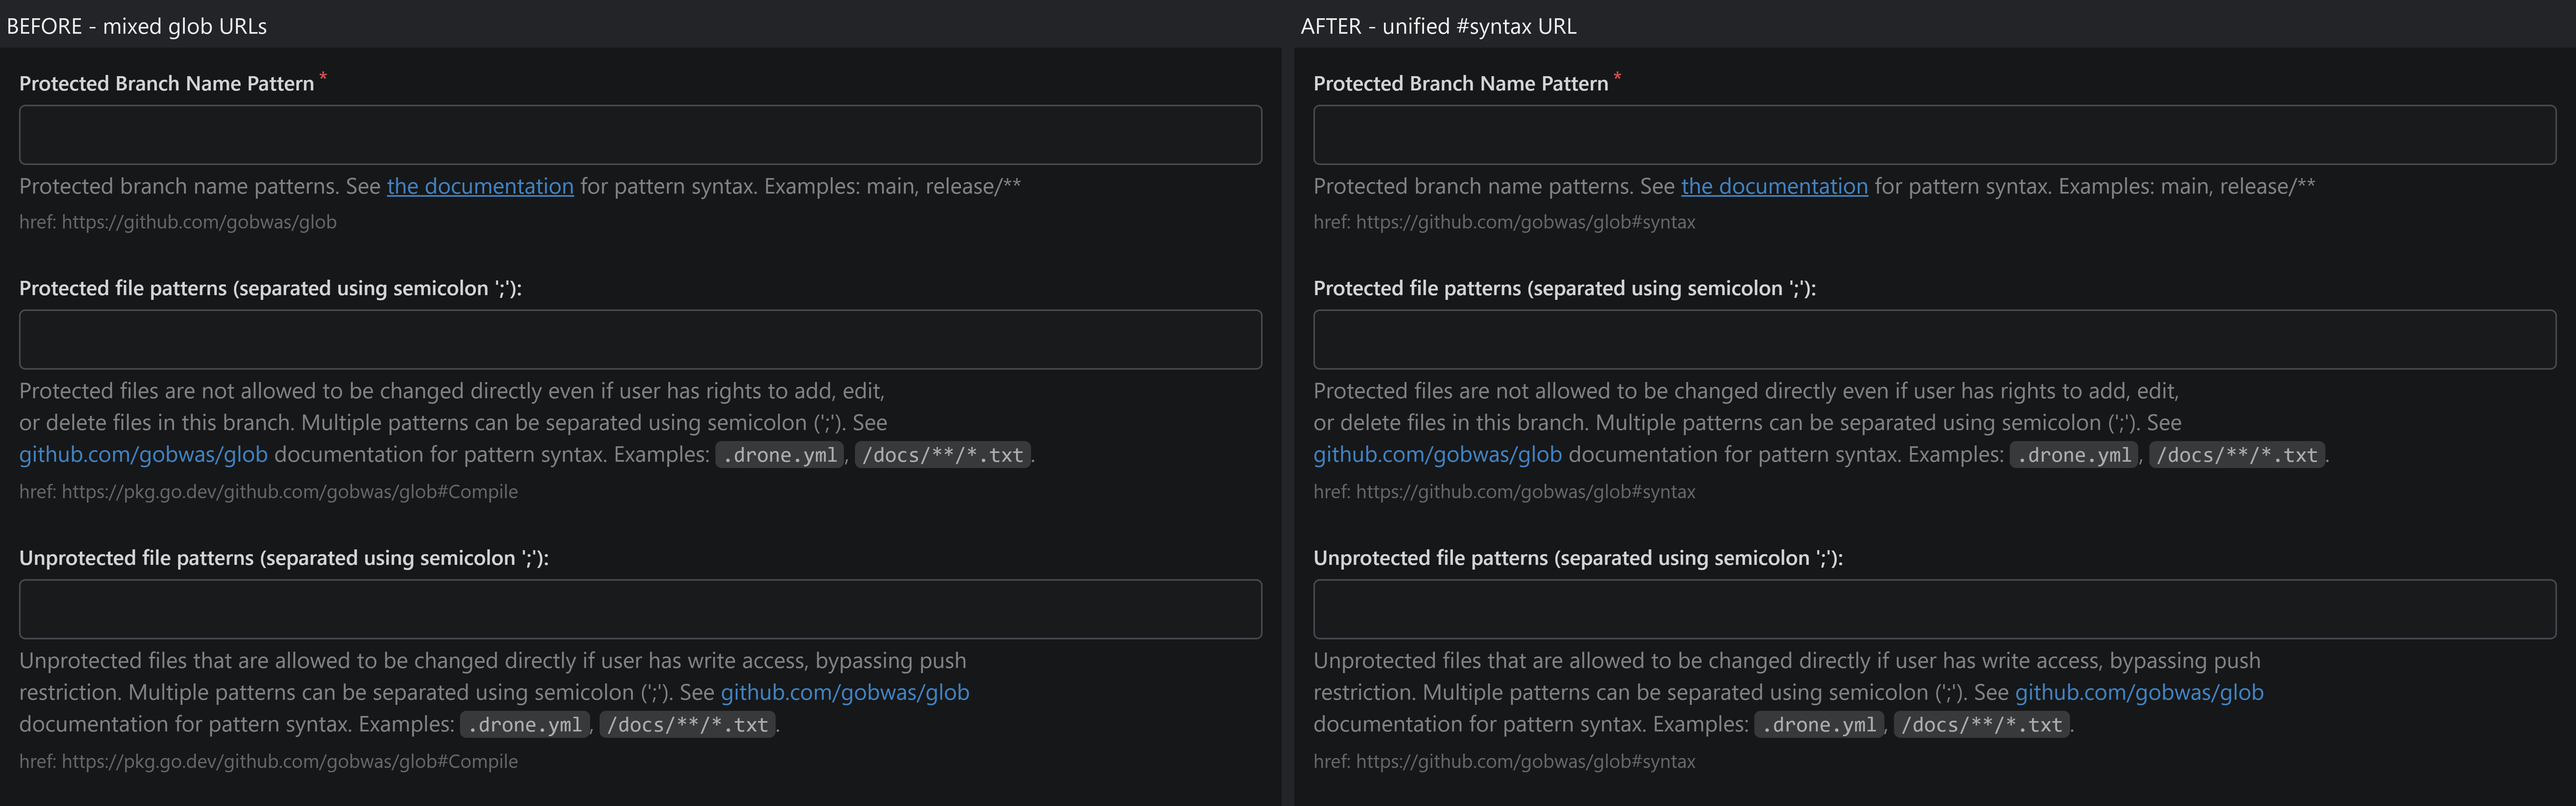 BEFORE - mixed glob URLs
Protected Branch Name Pattern *
Protected branch name patterns. See the documentation for pattern syntax. Examples: main, release/**
href: https://github.com/gobwas/glob
Protected file patterns (separated using semicolon ';'):
Protected files are not allowed to be changed directly even if user has rights to add, edit,
or delete files in this branch. Multiple patterns can be separated using semicolon (';'). See
github.com/gobwas/glob documentation for pattern syntax. Examples: .drone.yml, /docs/**/*.txt.
href: https://pkg.go.dev/github.com/gobwas/glob#Compile
Unprotected file patterns (separated using semicolon ';'):
Unprotected files that are allowed to be changed directly if user has write access, bypassing push
restriction. Multiple patterns can be separated using semicolon (';'). See github.com/gobwas/glob
documentation for pattern syntax. Examples: .drone.yml, /docs/**/*.txt.
href: https://pkg.go.dev/github.com/gobwas/glob#Compile
AFTER - unified #syntax URL
Protected Branch Name Pattern *
Protected branch name patterns. See the documentation for pattern syntax. Examples: main, release/**
href: https://github.com/gobwas/glob#syntax
Protected file patterns (separated using semicolon ';'):
Protected files are not allowed to be changed directly even if user has rights to add, edit,
or delete files in this branch. Multiple patterns can be separated using semicolon (';'). See
github.com/gobwas/glob documentation for pattern syntax. Examples: .drone.yml, /docs/**/*.txt.
href: https://github.com/gobwas/glob#syntax
Unprotected file patterns (separated using semicolon ';'):
Unprotected files that are allowed to be changed directly if user has write access, bypassing push
restriction. Multiple patterns can be separated using semicolon (';'). See github.com/gobwas/glob
documentation for pattern syntax. Examples: .drone.yml, /docs/**/*.txt.
href: https://github.com/gobwas/glob#syntax